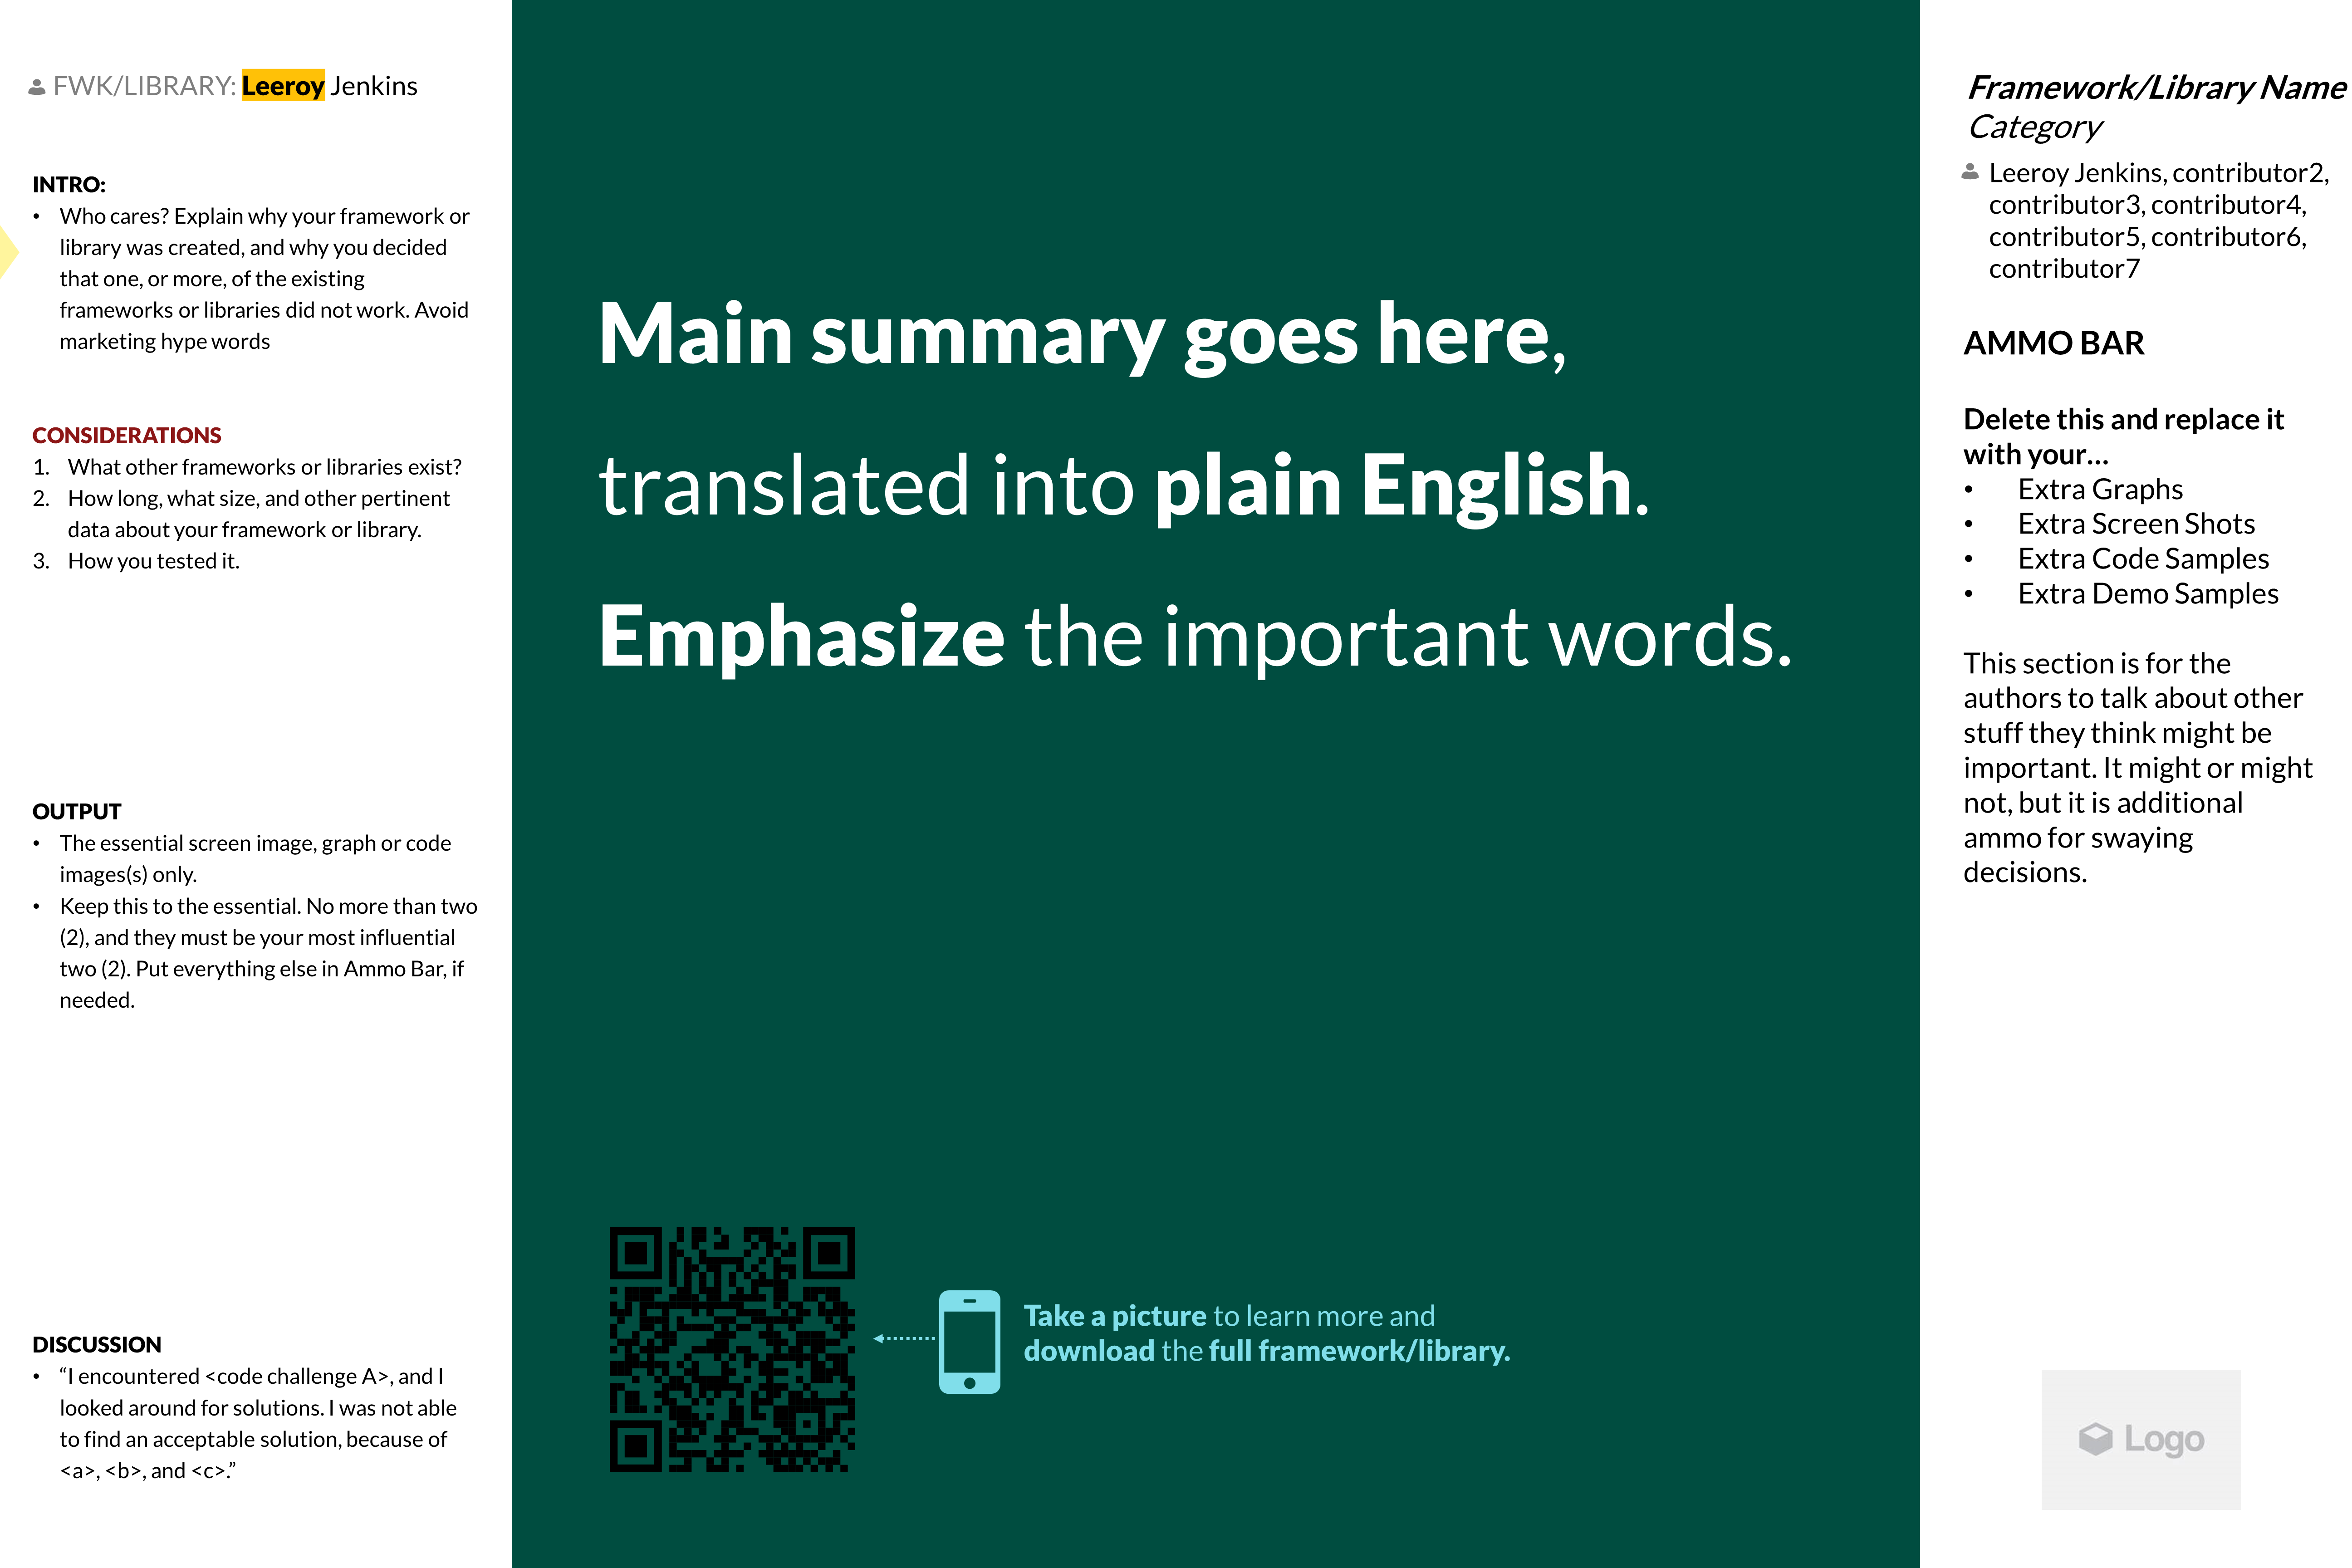 FWK/LIBRARY: Leeroy Jenkins
INTRO:
• Who cares? Explain why your framework or
library was created, and why you decided
that one, or more, of the existing
frameworks or libraries did not work. Avoid
marketing hype words
CONSIDERATIONS
1. What other frameworks or libraries exist?
2. How long, what size, and other pertinent
data about your framework or library.
3. How you tested it.
OUTPUT
• The essential screen image, graph or code
images(s) only.
• Keep this to the essential. No more than two
(2), and they must be your most influential
two (2). Put everything else in Ammo Bar, if
needed.
DISCUSSION
• “I encountered <code challenge A>, and I
looked around for solutions. I was not able
to find an acceptable solution, because of
<a>, <b>, and <c>.”
Main summary goes here,
translated into plain English.
Emphasize the important words.
Take a picture to learn more and
download the full framework/library.
Framework/Library Name
Category
Leeroy Jenkins, contributor2,
contributor3, contributor4,
contributor5, contributor6,
contributor7
AMMO BAR
Delete this and replace it
with your…
• Extra Graphs
• Extra Screen Shots
• Extra Code Samples
• Extra Demo Samples
This section is for the
authors to talk about other
stuff they think might be
important. It might or might
not, but it is additional
ammo for swaying
decisions.
Logo